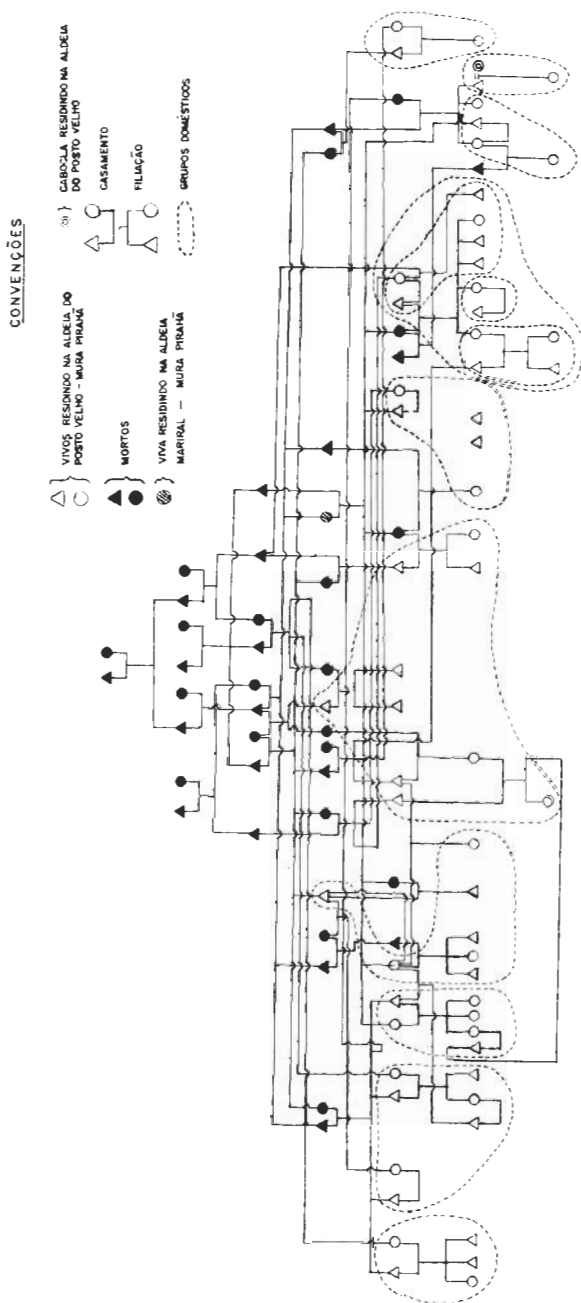 CONVENÇÕES
VIVOS RESIDINDO NA ALDEIA DO
POSTO VELHO - MURA PIRAHÃ
MORTOS
VIVA RESIDINDO NA ALDEIA
MARIRAL — MURA PIRAHÃ
CABOCLA RESIDINDO NA ALDEIA
DO POSTO VELHO
CASAMENTO
FILIAÇÃO
GRUPOS DOMÉSTICOS